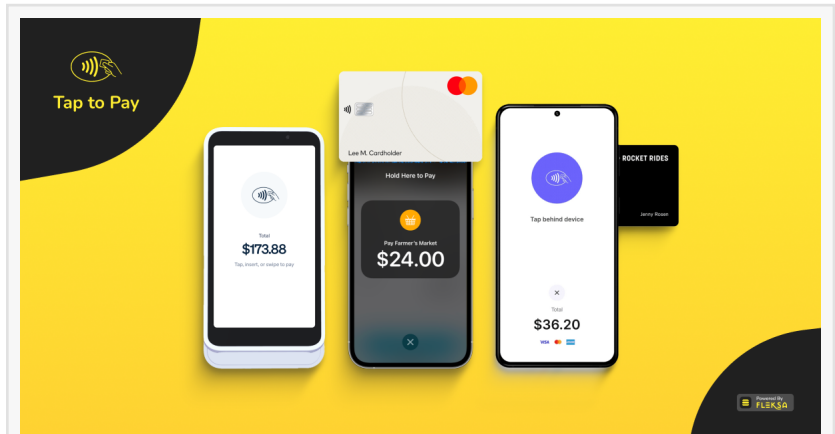 Tap to Pay
Total
$173.88
Tap, insert, or swipe to pay
Lee M. Cardholder
Hold Here to Pay
Pay Farmer's Market
$24.00
Tap behind device
Total
$36.20
VISA
ROCKET RIDES
Jenny Rosen
Powered By
FLEKSA